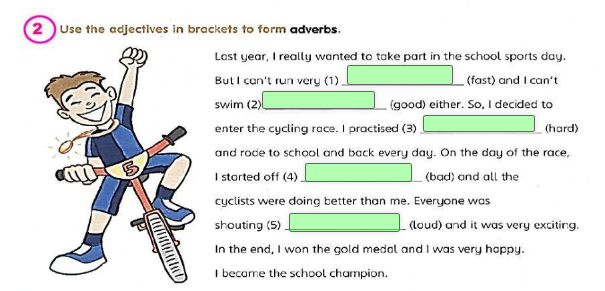 2 Use the adjectives in brackets to form adverbs.
Last year, I really wanted to take part in the school sports day.
But I can't run very (1) ______ (fast) and I can't
swim (2) ______ (good) either. So, I decided to
enter the cycling race. I practised (3) ______ (hard)
and rode to school and back every day. On the day of the race,
I started off (4) ______ (bad) and all the
cyclists were doing better than me. Everyone was
shouting (5) ______ (loud) and it was very exciting.
In the end, I won the gold medal and I was very happy.
I became the school champion.
5